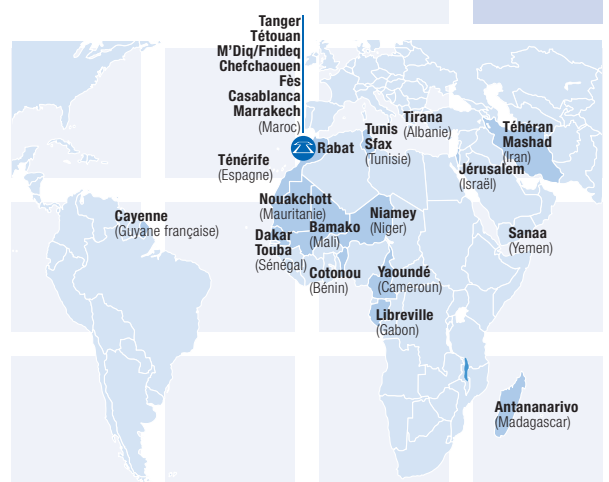 Tanger
Tétouan
M'Diq/Fnideq
Chefchaouen
Fès
Casablanca
Marrakech
(Maroc)
Rabat
Ténérife
(Espagne)
Tunis
Sfax
(Tunisie)
Tirana
(Albanie)
Téhéran
Mashad
(Iran)
Jérusalem
(Israël)
Nouakchott
(Mauritanie)
Bamako
(Mali)
Niamey
(Niger)
Cayenne
(Guyane française)
Dakar
Touba
(Sénégal)
Cotonou
(Bénin)
Yaoundé
(Cameroun)
Sanaa
(Yemen)
Libreville
(Gabon)
Antananarivo
(Madagascar)